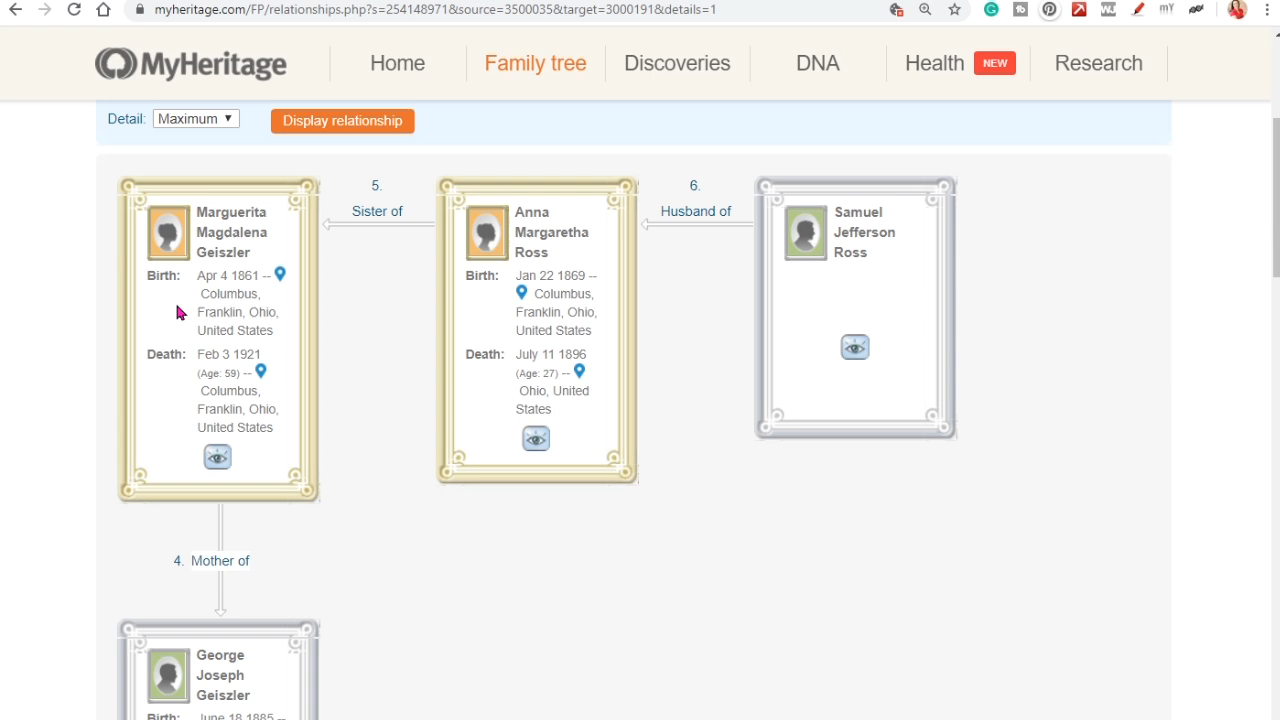 myheritage.com/FP/relationships.php?s=254148971&source=3500035&target=3000191&details=1
MyHeritage
Home
Family tree
Discoveries
DNA
Health NEW
Research
Detail: Maximum ▼
Display relationship
Marguerita
Magdalena
Geiszler
Birth: Apr 4 1861 --
Columbus,
Franklin, Ohio,
United States
Death: Feb 3 1921
(Age: 59) --
Columbus,
Franklin, Ohio,
United States
5.
Sister of
Anna
Margaretha
Ross
Birth: Jan 22 1869 --
Columbus,
Franklin, Ohio,
United States
Death: July 11 1896
(Age: 27) --
Ohio, United
States
6.
Husband of
Samuel
Jefferson
Ross
4. Mother of
George
Joseph
Geiszler
Birth: June 18 1885 --